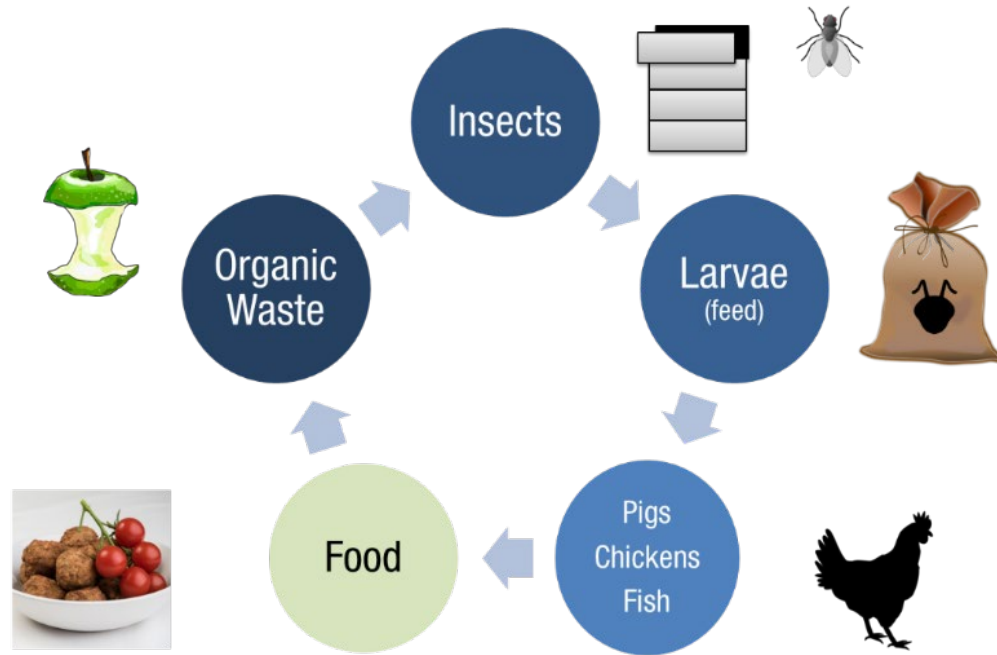 Insects
Organic
Waste
Larvae
(feed)
Food
Pigs
Chickens
Fish